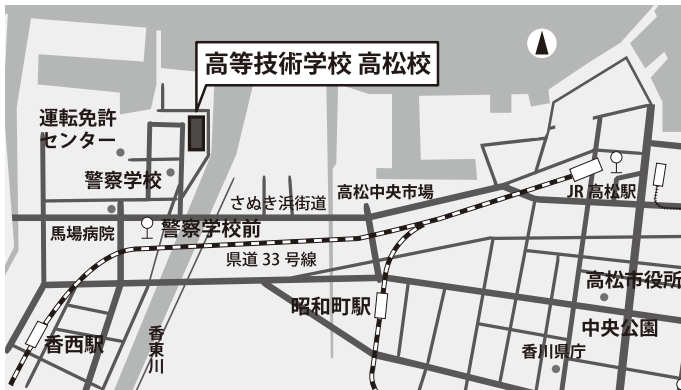 高等技術学校 高松校
運転免許
センター
警察学校
さぬき浜街道
高松中央市場
JR 高松駅
馬場病院
警察学校前
県道 33 号線
高松市役所
昭和町駅
中央公園
香西駅
香東川
香川県庁